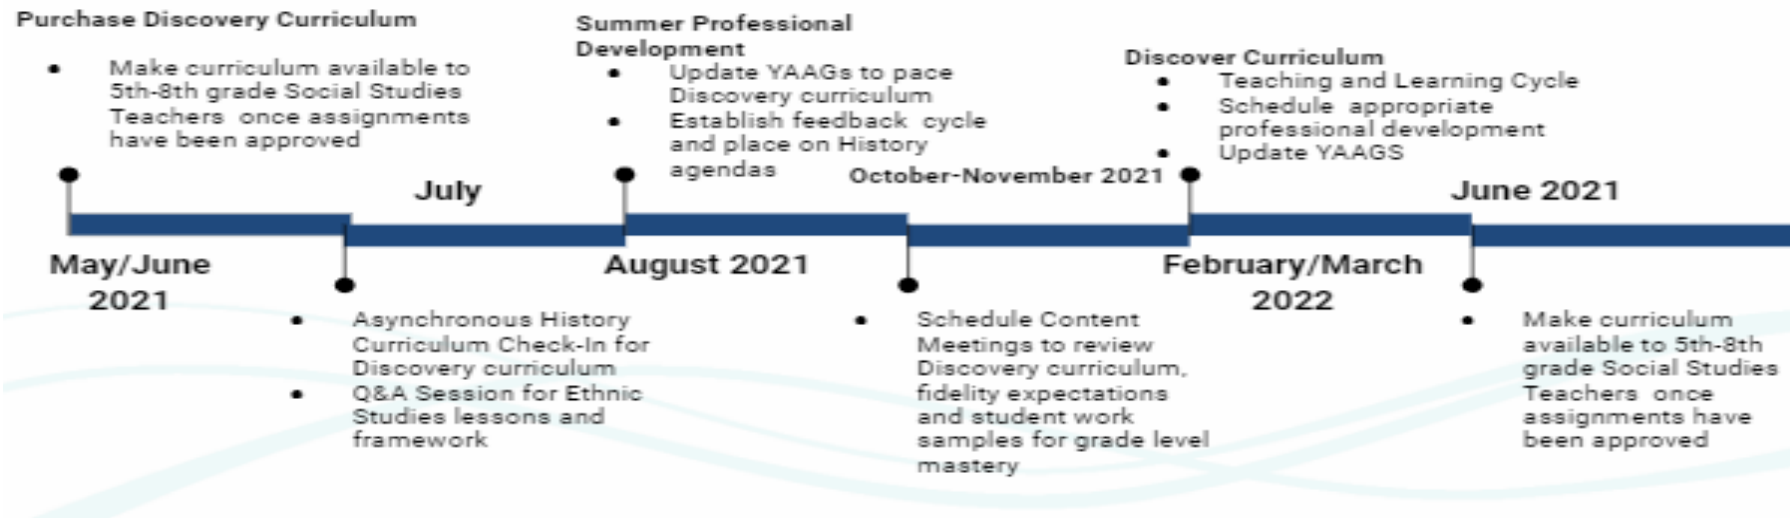 Purchase Discovery Curriculum
• Make curriculum available to
5th-8th grade Social Studies
Teachers once assignments
have been approved
May/June
2021
July
• Asynchronous History
Curriculum Check-In for
Discovery curriculum
• Q&A Session for Ethnic
Studies lessons and
framework
Summer Professional
Development
• Update YAAGs to pace
Discovery curriculum
• Establish feedback cycle
and place on History
agendas
August 2021
October-November 2021
• Schedule Content
Meetings to review
Discovery curriculum,
fidelity expectations
and student work
samples for grade level
mastery
Discover Curriculum
• Teaching and Learning Cycle
• Schedule appropriate
professional development
• Update YAAGS
February/March
2022
June 2021
• Make curriculum
available to 5th-8th
grade Social Studies
Teachers once
assignments have
been approved